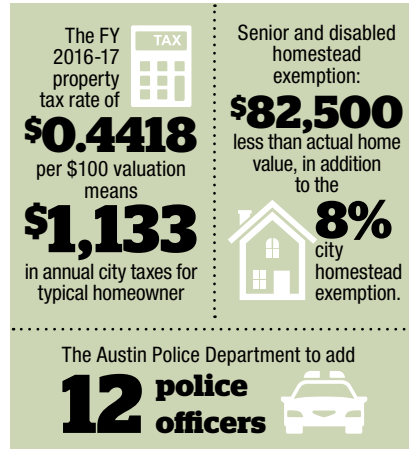 The FY
2016-17
property
tax rate of
TAX
$0.4418
per $100 valuation
means
$1,133
in annual city taxes for
typical homeowner
Senior and disabled
homestead
exemption:
$82,500
less than actual home
value, in addition
to the
8%
city
homestead
exemption.
The Austin Police Department to add
12 police
officers